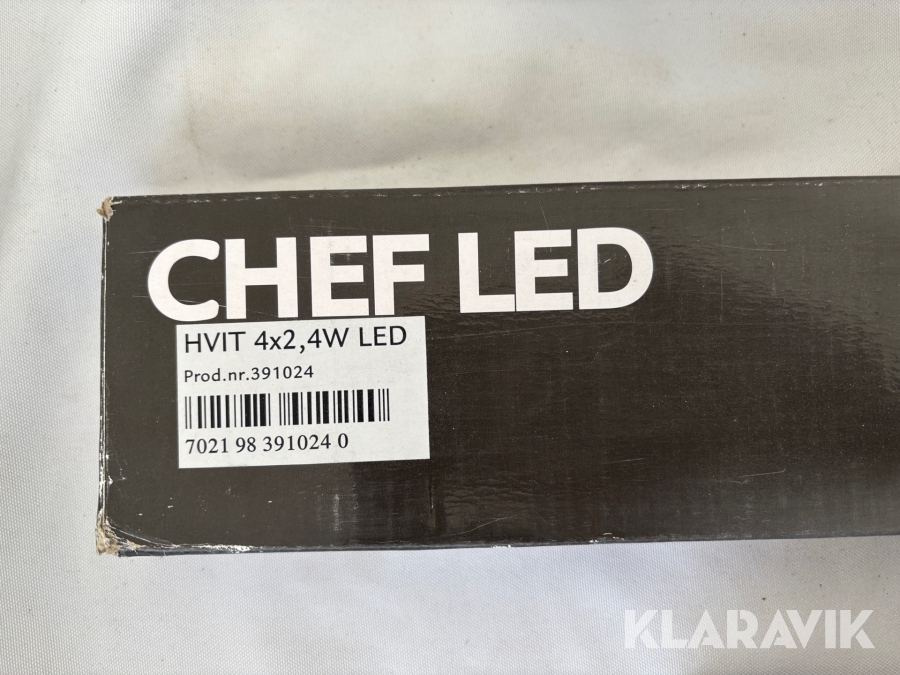 CHEF LED
HVIT 4x2,4W LED
Prod.nr.391024
7021 98 391024 0
KLARAVIK